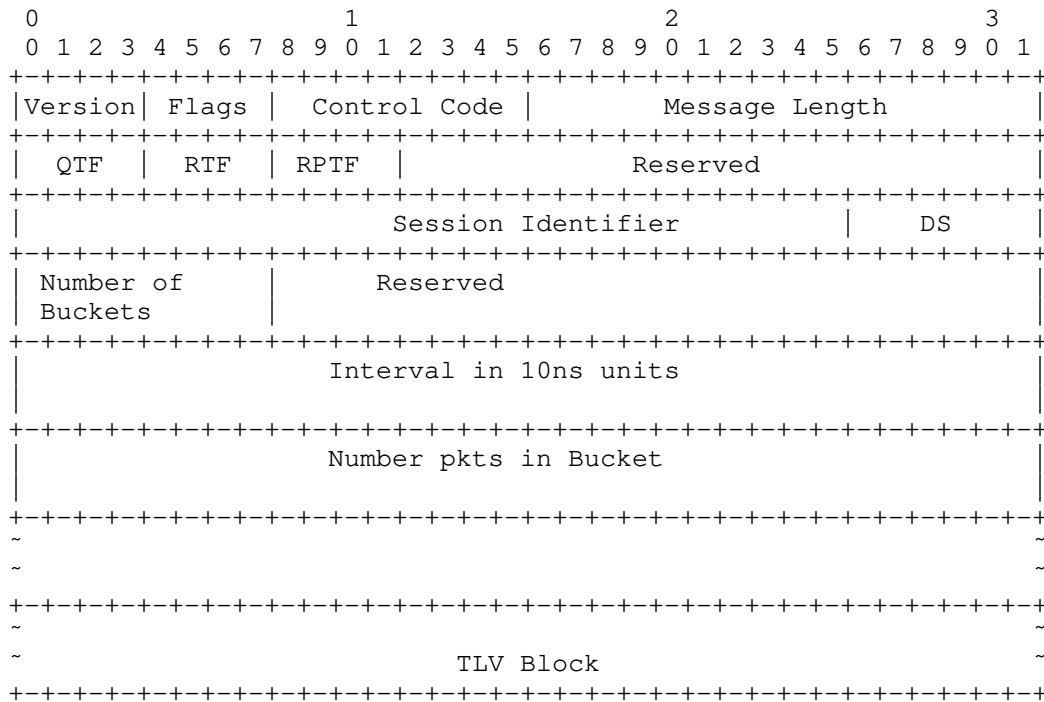 0                   1                   2                   3
 0 1 2 3 4 5 6 7 8 9 0 1 2 3 4 5 6 7 8 9 0 1 2 3 4 5 6 7 8 9 0 1
+-+-+-+-+-+-+-+-+-+-+-+-+-+-+-+-+-+-+-+-+-+-+-+-+-+-+-+-+-+-+-+-+
|Version| Flags |  Control Code |        Message Length         |
+-+-+-+-+-+-+-+-+-+-+-+-+-+-+-+-+-+-+-+-+-+-+-+-+-+-+-+-+-+-+-+-+
|  QTF  |  RTF  | RPTF  |              Reserved                 |
+-+-+-+-+-+-+-+-+-+-+-+-+-+-+-+-+-+-+-+-+-+-+-+-+-+-+-+-+-+-+-+-+
|                       Session Identifier          |    DS     |
+-+-+-+-+-+-+-+-+-+-+-+-+-+-+-+-+-+-+-+-+-+-+-+-+-+-+-+-+-+-+-+-+
| Number of     |      Reserved                                 |
| Buckets       |                                               |
+-+-+-+-+-+-+-+-+-+-+-+-+-+-+-+-+-+-+-+-+-+-+-+-+-+-+-+-+-+-+-+-+
|                   Interval in 10ns units                      |
|                                                               |
+-+-+-+-+-+-+-+-+-+-+-+-+-+-+-+-+-+-+-+-+-+-+-+-+-+-+-+-+-+-+-+-+
|                   Number pkts in Bucket                       |
|                                                               |
+-+-+-+-+-+-+-+-+-+-+-+-+-+-+-+-+-+-+-+-+-+-+-+-+-+-+-+-+-+-+-+-+
~                                                               ~
~                                                               ~
+-+-+-+-+-+-+-+-+-+-+-+-+-+-+-+-+-+-+-+-+-+-+-+-+-+-+-+-+-+-+-+-+
~                                                               ~
~                           TLV Block                           ~
+-+-+-+-+-+-+-+-+-+-+-+-+-+-+-+-+-+-+-+-+-+-+-+-+-+-+-+-+-+-+-+-+